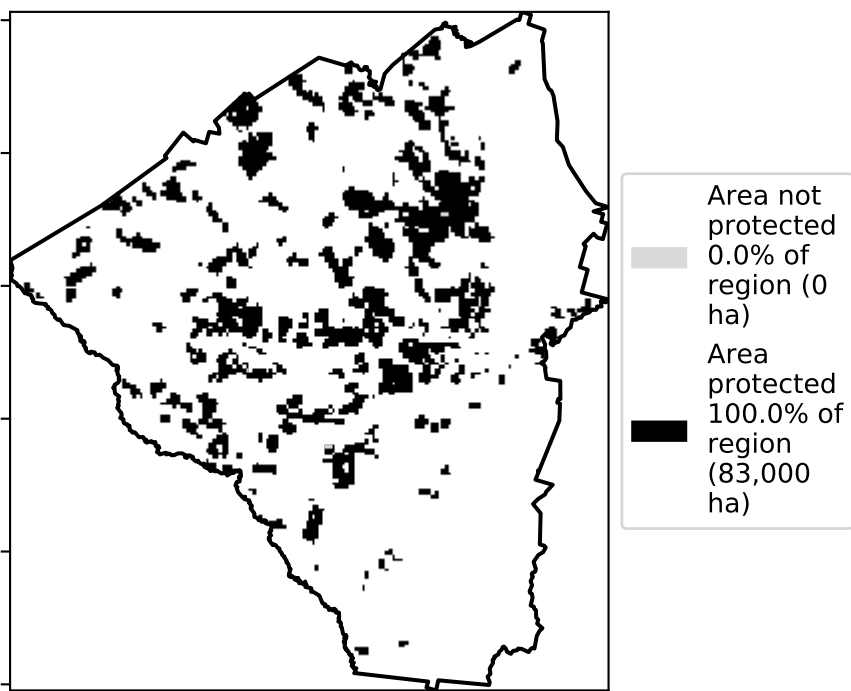 Area not
protected
0.0% of
region (0
ha)
Area
protected
100.0% of
region
(83,000
ha)